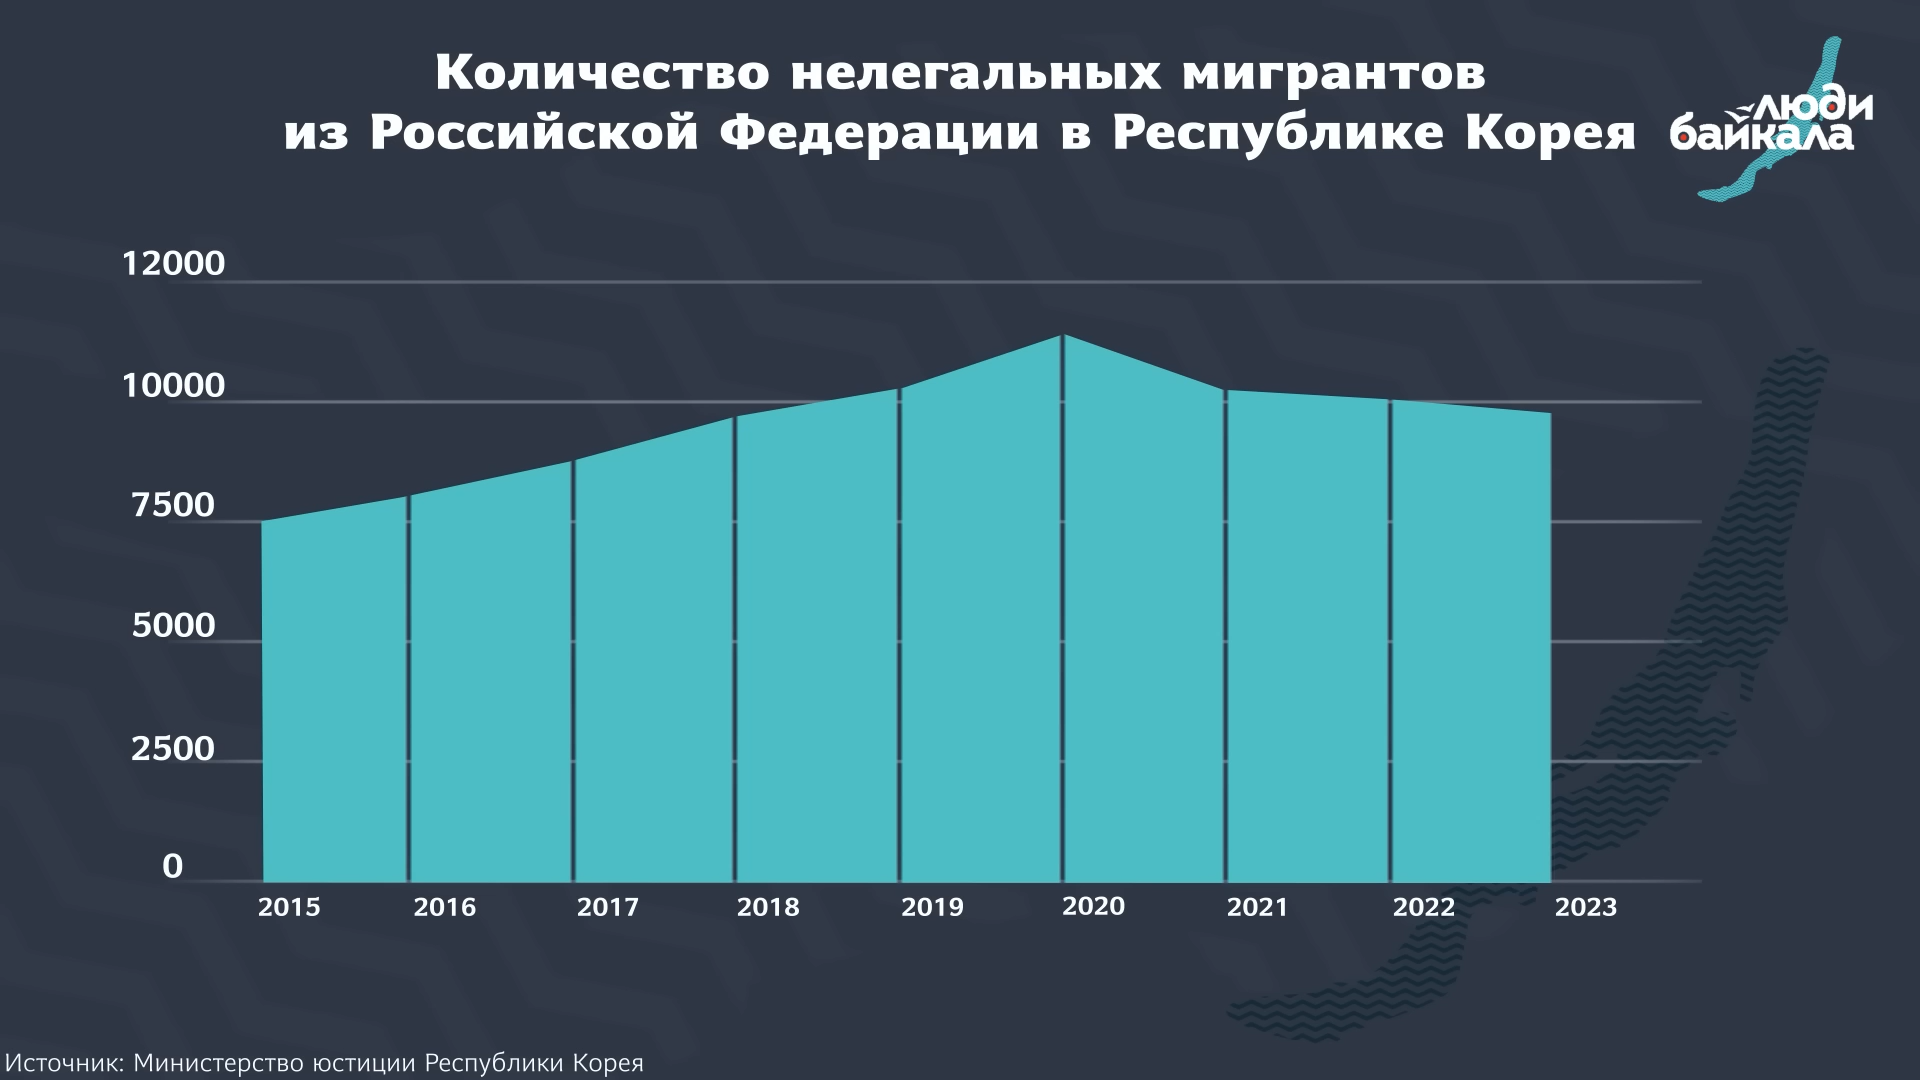 Количество нелегальных мигрантов
из Российской Федерации в Республике Корея
люди
байкала
12000
10000
7500
5000
2500
0
2015 2016 2017 2018 2019 2020 2021 2022 2023
Источник: Министерство юстиции Республики Корея